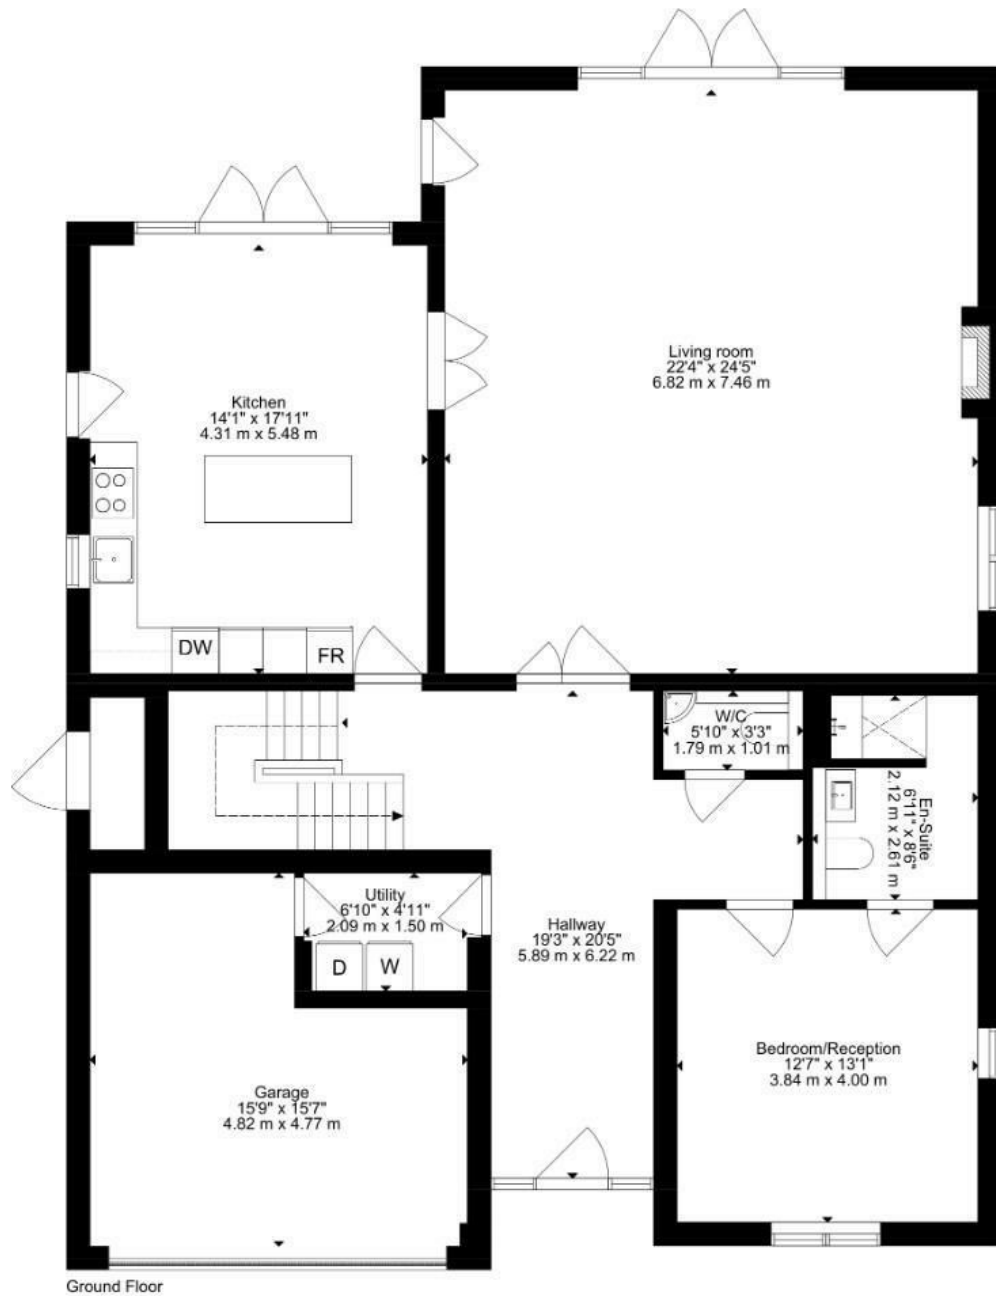 Living room
22'4" x 24'5"
6.82 m x 7.46 m
Kitchen
14'1" x 17'11"
4.31 m x 5.48 m
DW
FR
W/C
5'10" x 3'3"
1.79 m x 1.01 m
En-Suite
6'11" x 8'6"
2.12 m x 2.61 m
Utility
6'10" x 4'11"
2.09 m x 1.50 m
D
W
Hallway
19'3" x 20'5"
5.89 m x 6.22 m
Bedroom/Reception
12'7" x 13'1"
3.84 m x 4.00 m
Garage
15'9" x 15'7"
4.82 m x 4.77 m
Ground Floor